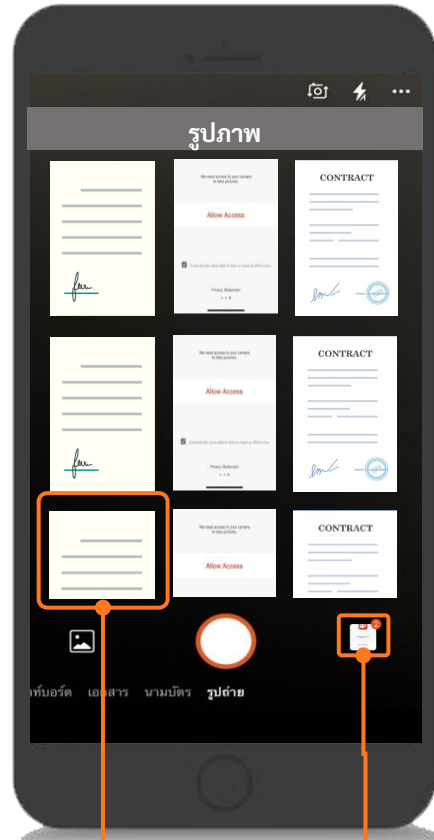 รูปภาพ
We need access to your camera
to take pictures.
Allow Access
Privacy Statement
CONTRACT
We need access to your camera
to take pictures.
Allow Access
Privacy Statement
CONTRACT
We need access to your camera
to take pictures.
Allow Access
CONTRACT
2
ท์บอร์ด เอกสาร นามบัตร รูปถ่าย